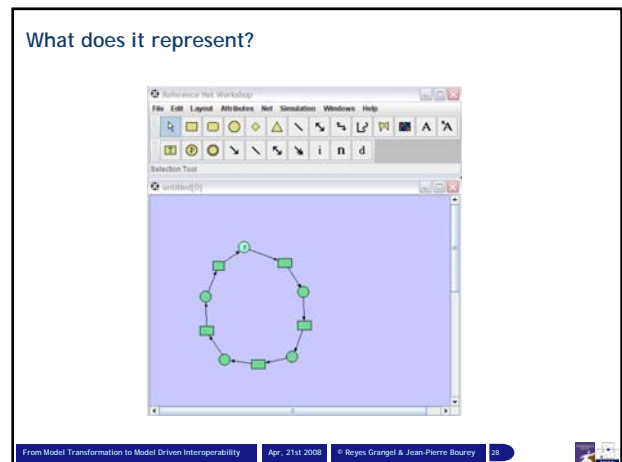 What does it represent?
Reference Net Workshop
File Edit Layout Attributes Net Simulation Windows Help
A A
T P i n d
Selection Tool
untitled[0]
From Model Transformation to Model Driven Interoperability Apr, 21st 2008 © Reyes Grangel & Jean-Pierre Bourey 28